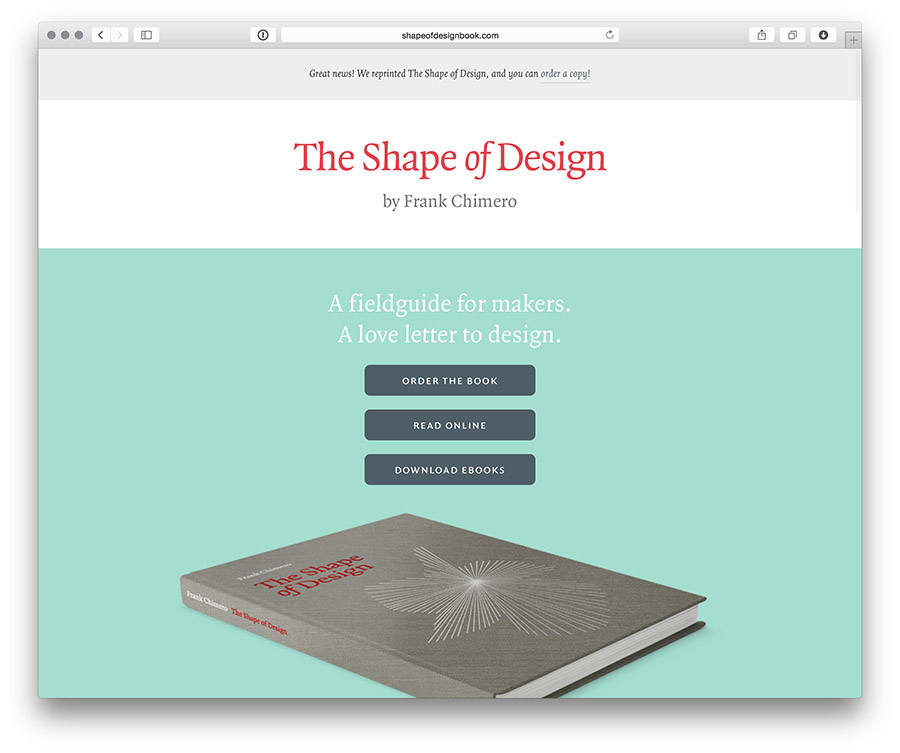 shapeofdesignbook.com
Great news! We reprinted The Shape of Design, and you can order a copy!
The Shape of Design
by Frank Chimero
A fieldguide for makers.
A love letter to design.
ORDER THE BOOK
READ ONLINE
DOWNLOAD EBOOKS
Frank Chimero
The Shape
of Design
Frank Chimero The Shape of Design